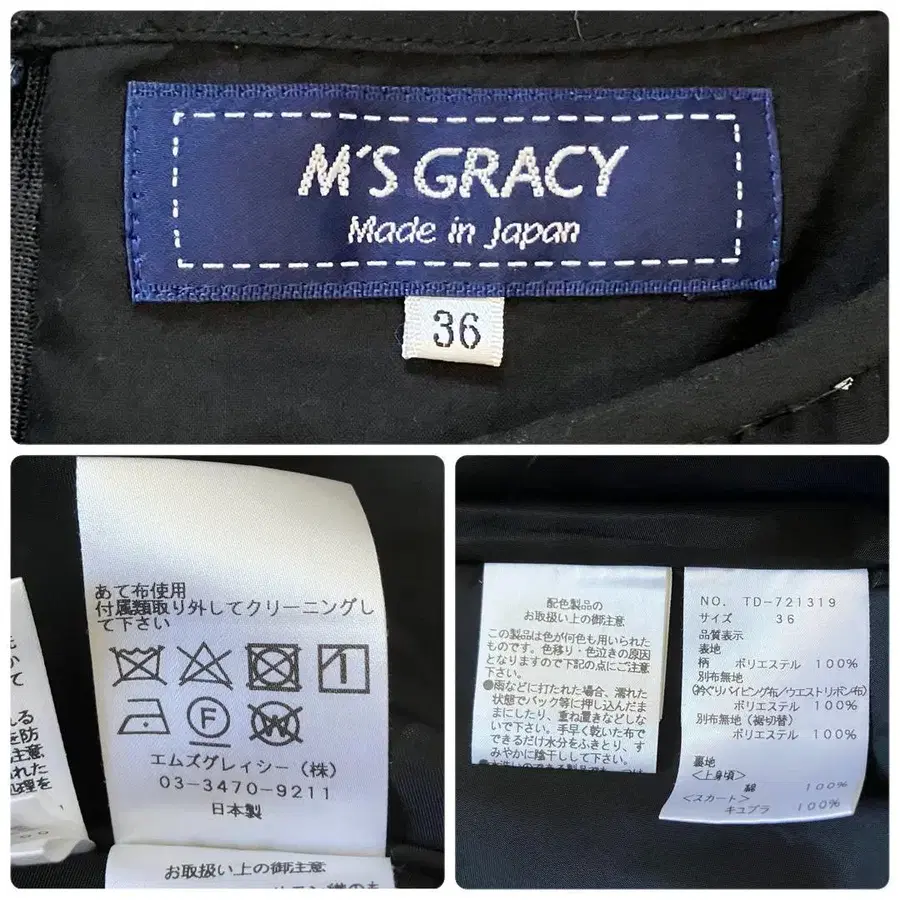 M'S GRACY
Made in Japan
36
あて布使用
付属類取り外してクリーニングし
て下さい
F
W
エムズグレイシー(株)
03-3470-9211
日本製
お取扱い上の御注意
配色製品の
お取扱い上の御注意
この製品は色が何色も用いられた
ものです。色移り・色泣きの原因
となりますので下記の点にご注意
下さい。
●雨などに打たれた場合、濡れた
状態でバック等に押し込んだま
まにしたり、重ね置きなどしな
いで下さい。手早く乾いた布で
できるだけ水分をふきとり、す
みやかに陰干しして下さい。
NO. TD-721319
サイズ 36
品質表示
表地
柄 ポリエステル 100%
別布無地
(衿ぐりパイピング布/ウエストリボン布)
ポリエステル 100%
別布無地(裾切替)
ポリエステル 100%
裏地
<上身頃>
綿 100%
<スカート>
キュプラ 100%